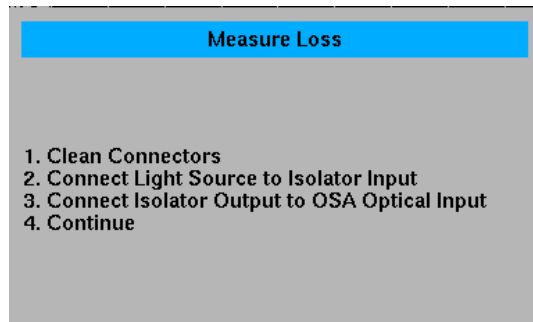 Measure Loss
1. Clean Connectors
2. Connect Light Source to Isolator Input
3. Connect Isolator Output to OSA Optical Input
4. Continue